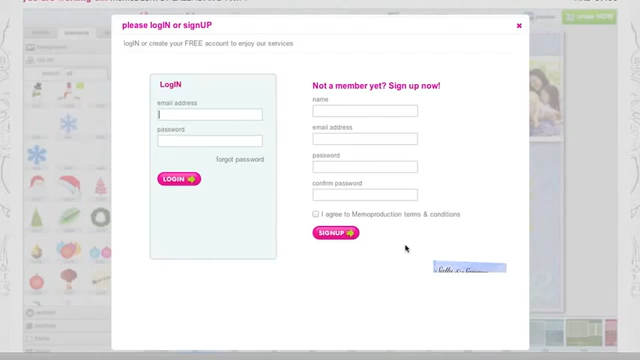 please logIN or signUP
logIN or create your FREE account to enjoy our services
LogIN
email address
password
forgot password
LOGIN
Not a member yet? Sign up now!
name
email address
password
confirm password
I agree to Memoproduction terms & conditions
SIGNUP